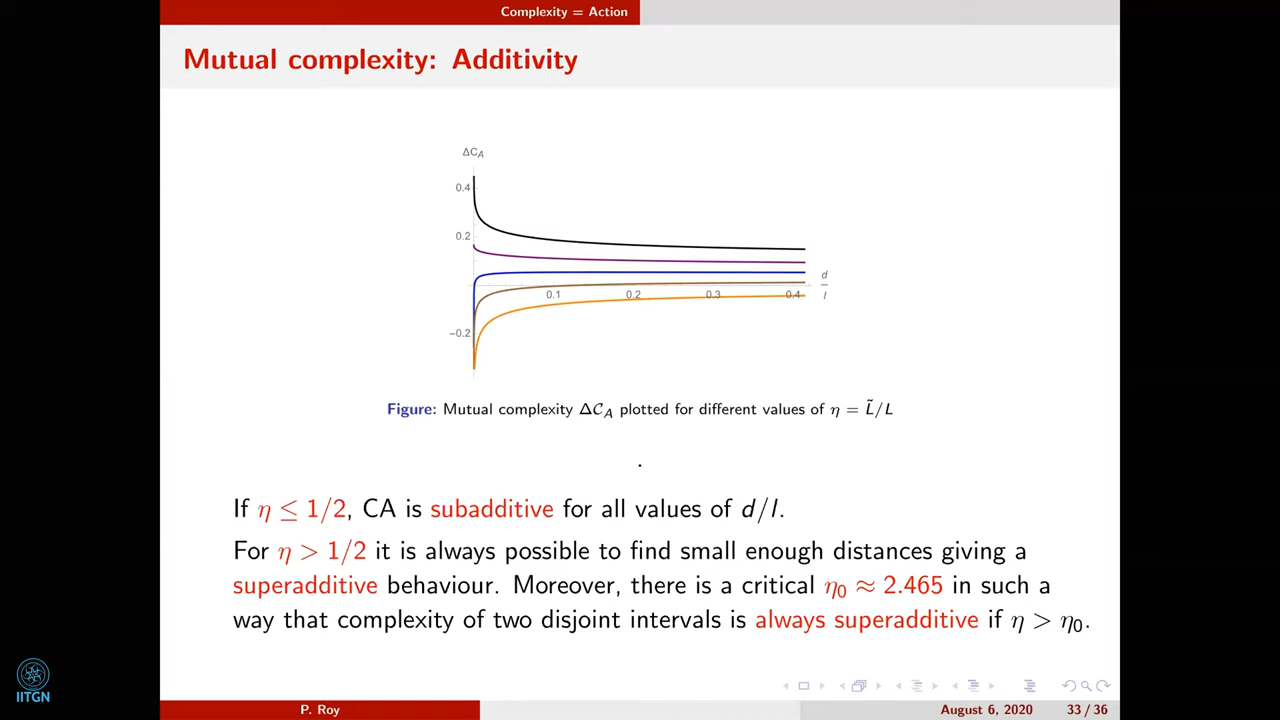 Complexity = Action
Mutual complexity: Additivity
ΔCA
0.4
0.2
0.1
0.2
0.3
0.4
d
l
-0.2
Figure: Mutual complexity Δ𝒞A plotted for different values of η = L̃/L
.
If η ≤ 1/2, CA is subadditive for all values of d/l.
For η > 1/2 it is always possible to find small enough distances giving a
superadditive behaviour. Moreover, there is a critical η₀ ≈ 2.465 in such a
way that complexity of two disjoint intervals is always superadditive if η > η₀.
IITGN
P. Roy
August 6, 2020
33 / 36